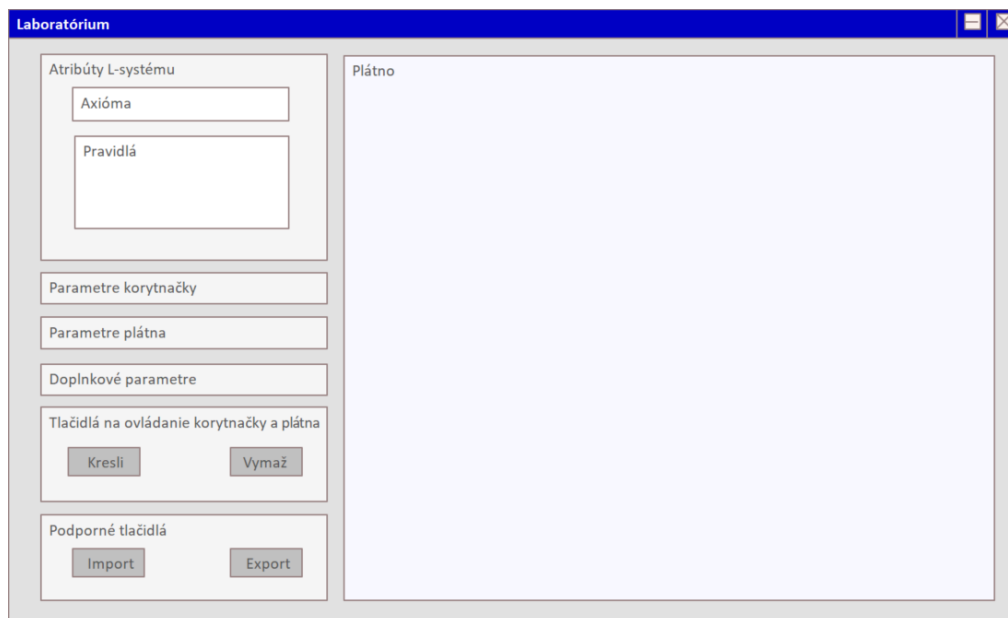 Laboratórium
Atribúty L-systému
Axióma
Pravidlá
Parametre korytnačky
Parametre plátna
Doplnkové parametre
Tlačidlá na ovládanie korytnačky a plátna
Kresli
Vymaž
Podporné tlačidlá
Import
Export
Plátno